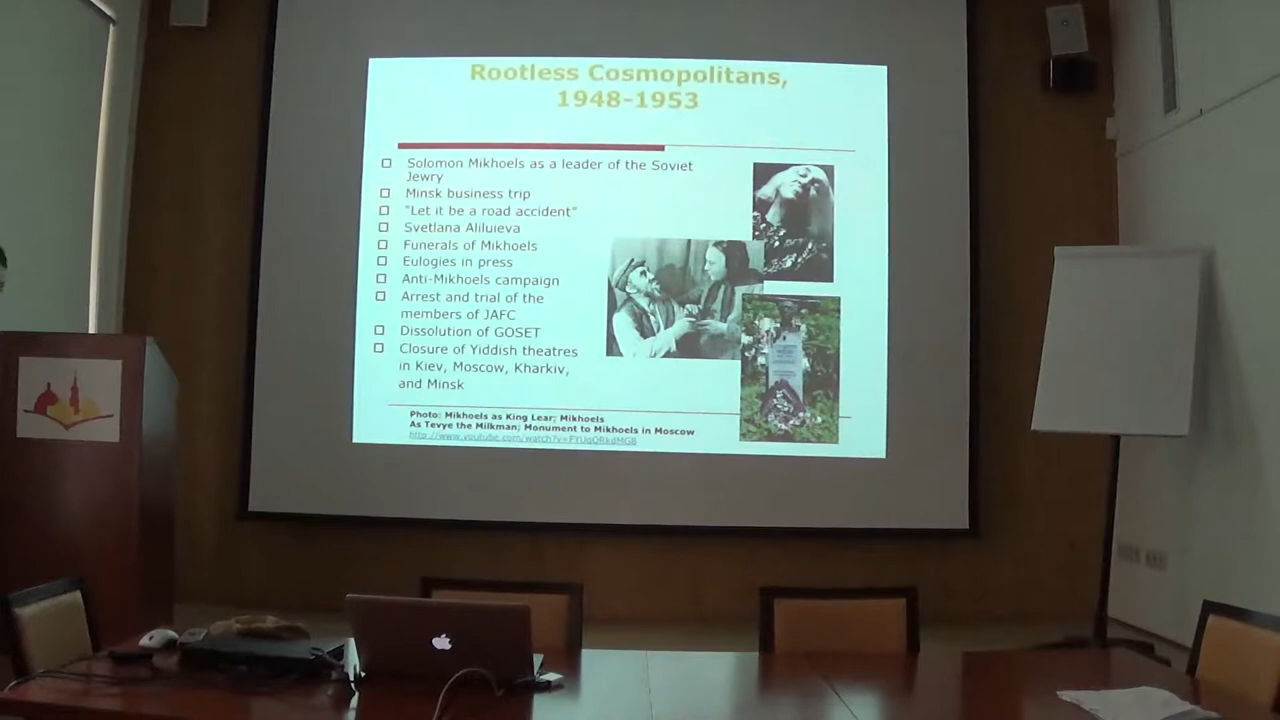 Rootless Cosmopolitans,
1948-1953
Solomon Mikhoels as a leader of the Soviet
Jewry
Minsk business trip
"Let it be a road accident"
Svetlana Aliluieva
Funerals of Mikhoels
Eulogies in press
Anti-Mikhoels campaign
Arrest and trial of the
members of JAFC
Dissolution of GOSET
Closure of Yiddish theatres
in Kiev, Moscow, Kharkiv,
and Minsk
Photo: Mikhoels as King Lear; Mikhoels
As Tevye the Milkman; Monument to Mikhoels in Moscow